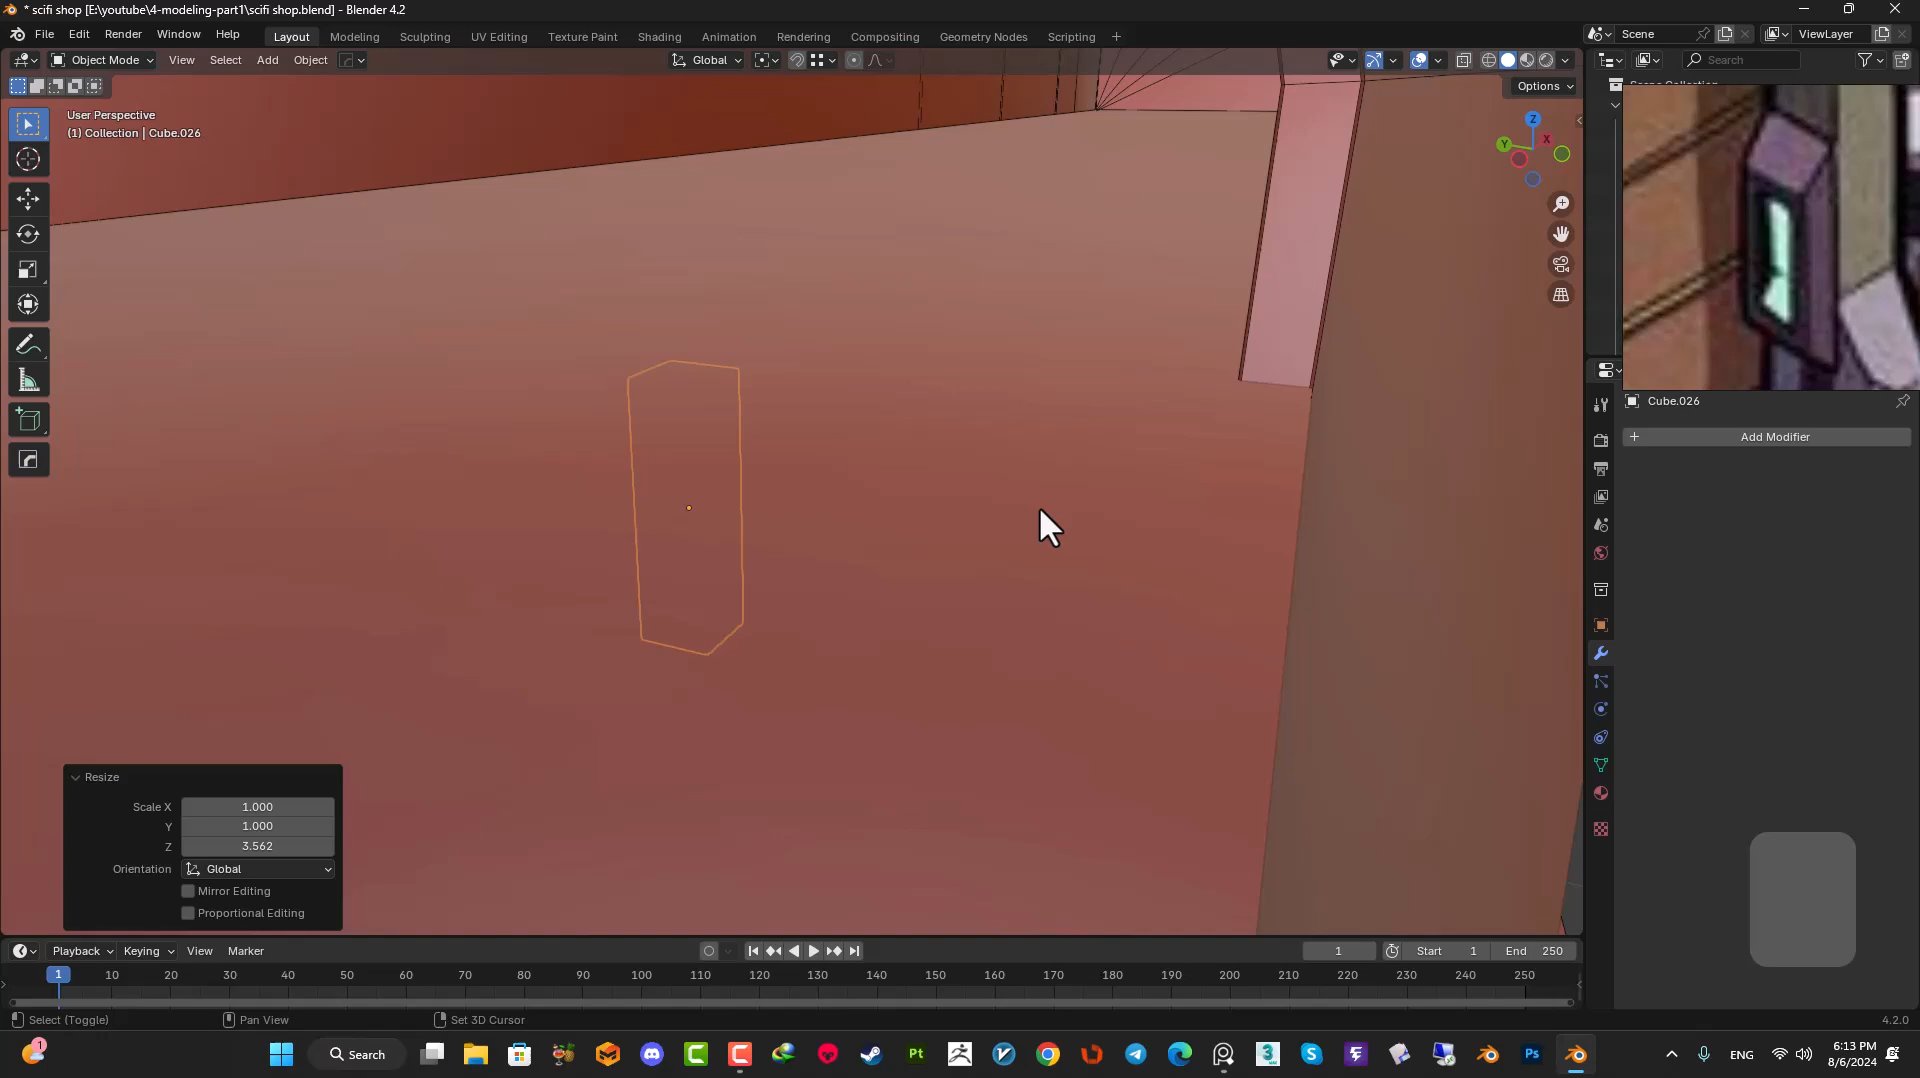 * scifi shop [E:\youtube\4-modeling-part1\scifi shop.blend] - Blender 4.2
File Edit Render Window Help
Layout Modeling Sculpting UV Editing Texture Paint Shading Animation Rendering Compositing Geometry Nodes Scripting +
Scene
ViewLayer
Object Mode View Select Add Object
Global
Search
Options
User Perspective
(1) Collection | Cube.026
Z
X
Y
Cube.026
+ Add Modifier
Resize
Scale X 1.000
Y 1.000
Z 3.562
Orientation Global
Mirror Editing
Proportional Editing
Playback Keying View Marker
1
Start 1
End 250
1 10 20 30 40 50 60 70 80 90 100 110 120 130 140 150 160 170 180 190 200 210 220 230 240 250
Select (Toggle) Pan View Set 3D Cursor
4.2.0
1
Search
Pt
3
S
Ps
ENG
6:13 PM
8/6/2024